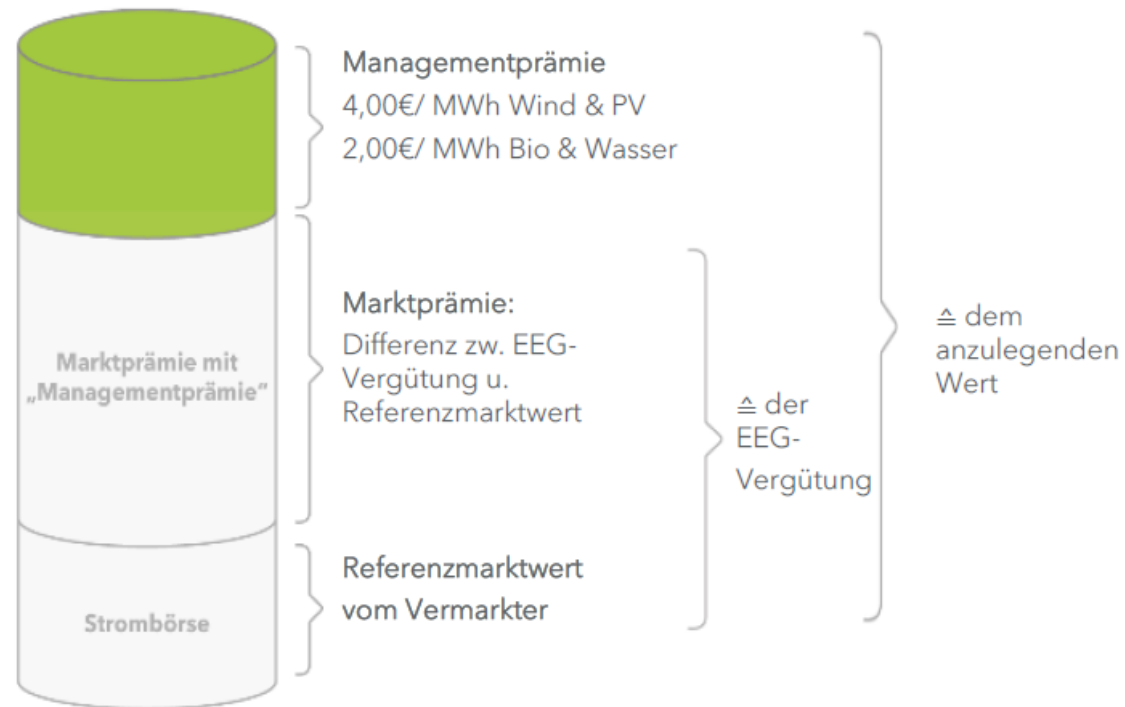 Managementprämie
4,00€/ MWh Wind & PV
2,00€/ MWh Bio & Wasser
Marktprämie mit
„Managementprämie“
Marktprämie:
Differenz zw. EEG-
Vergütung u.
Referenzmarktwert
≙ der
EEG-
Vergütung
≙ dem
anzulegenden
Wert
Strombörse
Referenzmarktwert
vom Vermarkter